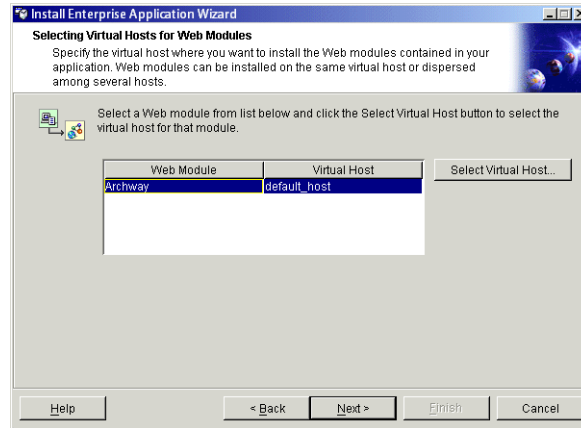 Install Enterprise Application Wizard
Selecting Virtual Hosts for Web Modules
Specify the virtual host where you want to install the Web modules contained in your
application. Web modules can be installed on the same virtual host or dispersed
among several hosts.
Select a Web module from list below and click the Select Virtual Host button to select the
virtual host for that module.
Web Module Virtual Host Select Virtual Host...
Archway default_host
Help < Back Next > Finish Cancel